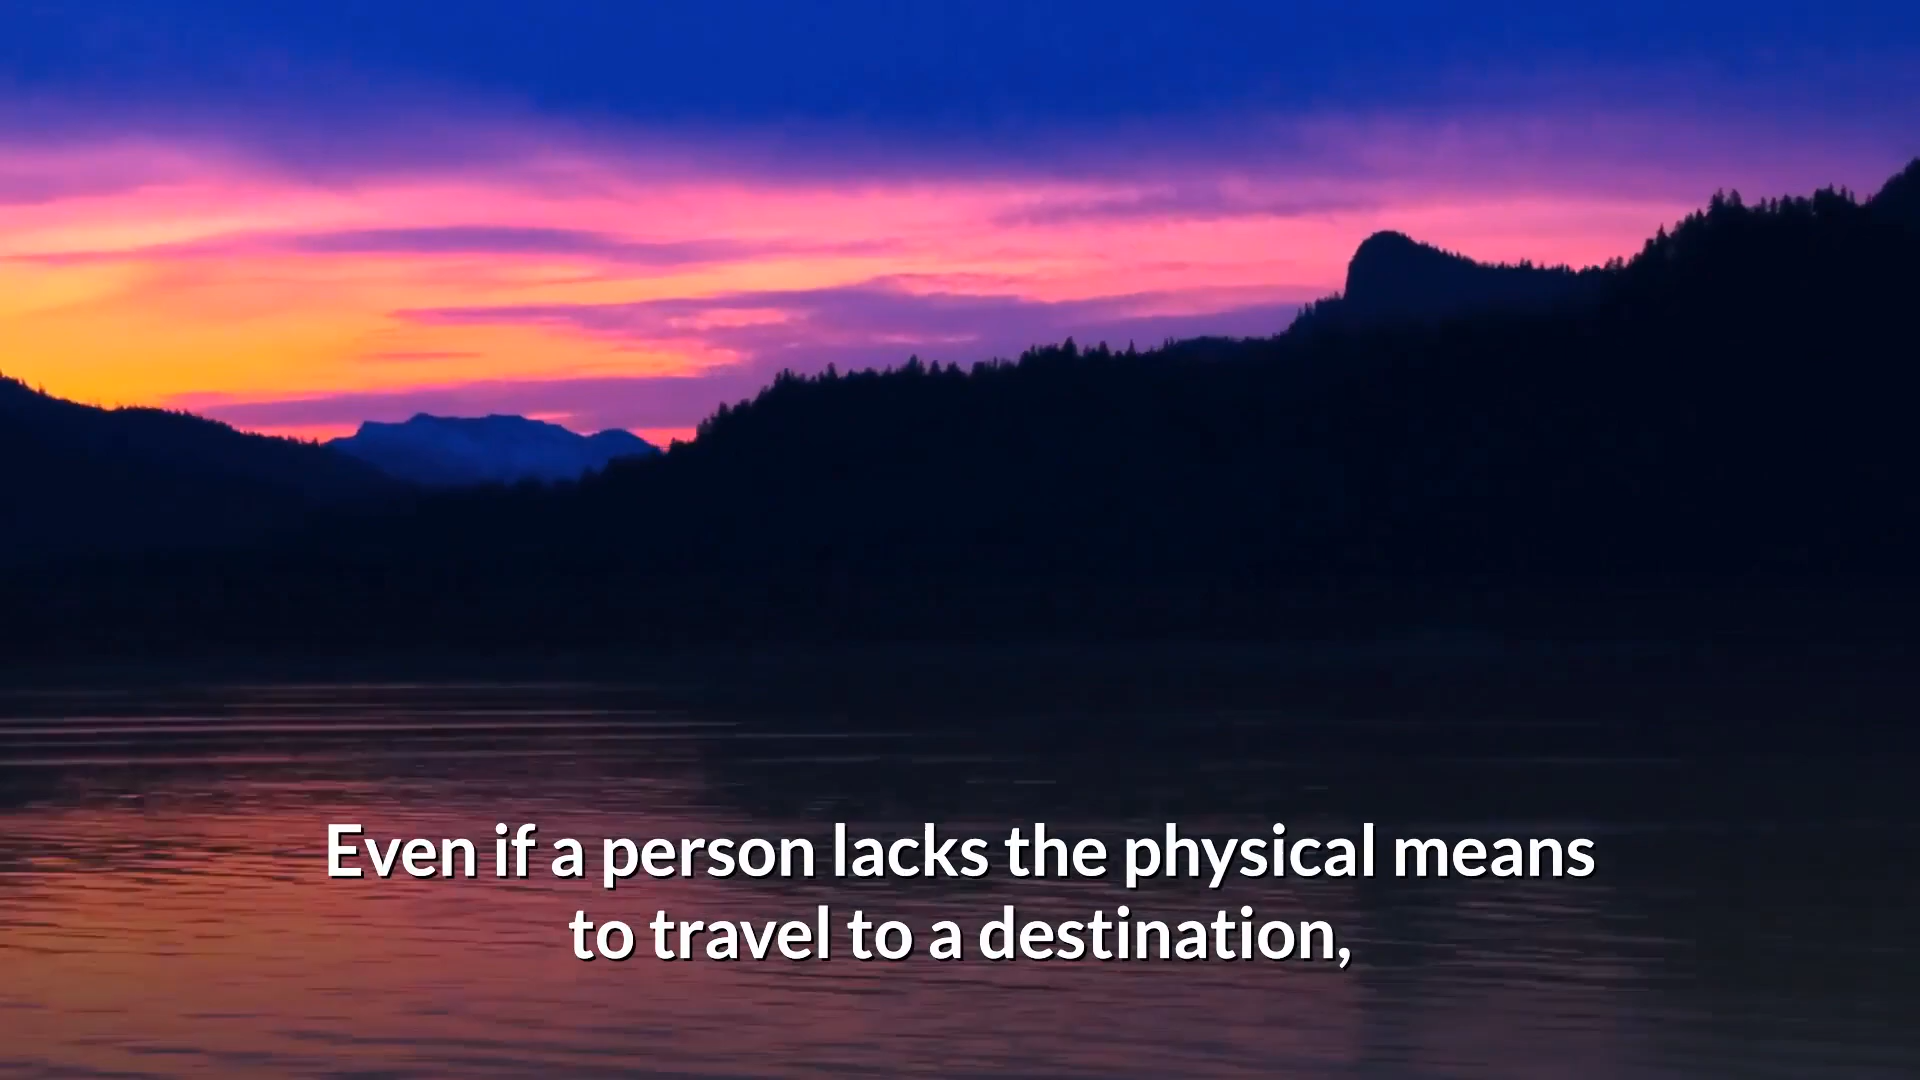 Even if a person lacks the physical means
to travel to a destination,